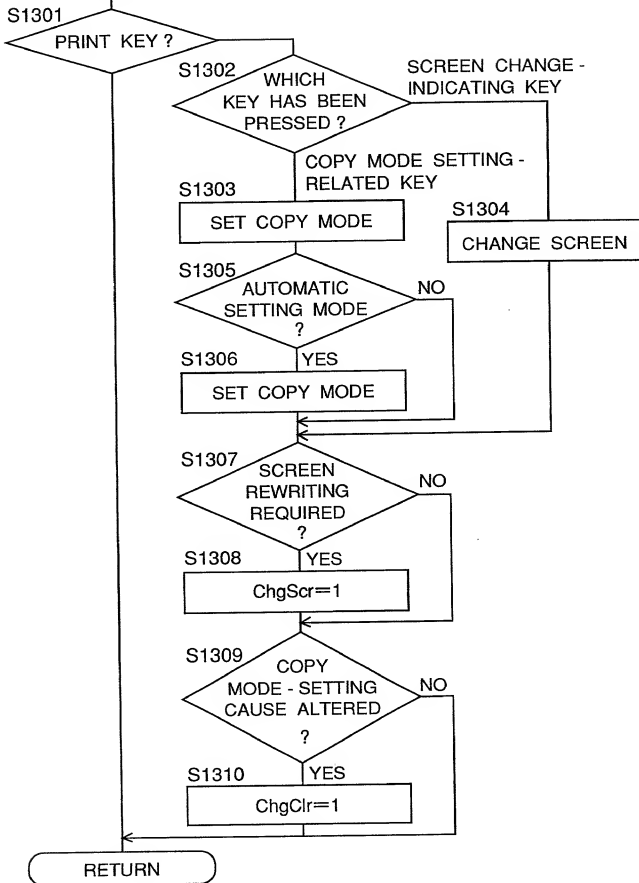 S1301
PRINT KEY ?
S1302
WHICH
KEY HAS BEEN
PRESSED ?
SCREEN CHANGE -
INDICATING KEY
COPY MODE SETTING -
RELATED KEY
S1303
SET COPY MODE
S1304
CHANGE SCREEN
S1305
AUTOMATIC
SETTING MODE
?
NO
YES
S1306
SET COPY MODE
S1307
SCREEN
REWRITING
REQUIRED
?
NO
YES
S1308
ChgScr=1
S1309
COPY
MODE - SETTING
CAUSE ALTERED
?
NO
YES
S1310
ChgClr=1
RETURN